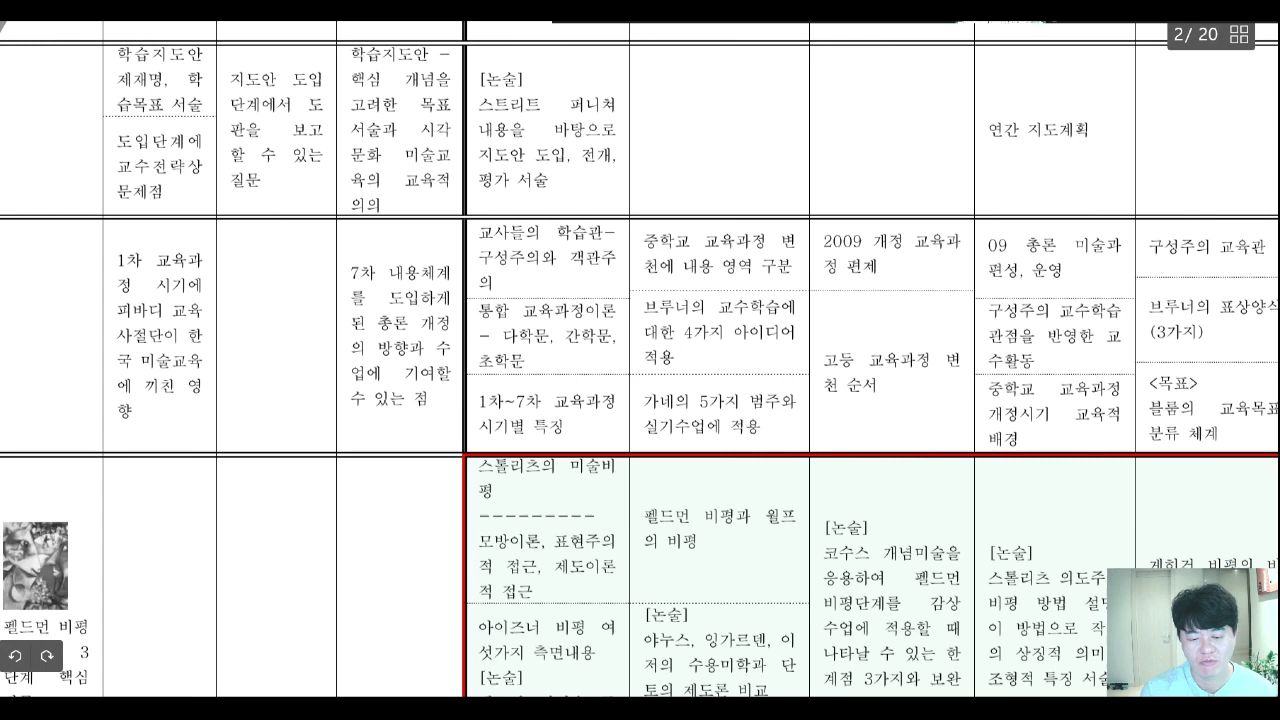 2/ 20
학습지도안
제재명, 학
습목표 서술
도입단계에
교수전략상
문제점
지도안 도입
단계에서 도
판을 보고
할 수 있는
질문
학습지도안 –
핵심 개념을
고려한 목표
서술과 시각
문화 미술교
육의 교육적
의의
[논술]
스트리트 퍼니쳐
내용을 바탕으로
지도안 도입, 전개,
평가 서술
연간 지도계획
1차 교육과
정 시기에
피바디 교육
사절단이 한
국 미술교육
에 끼친 영
향
7차 내용체계
를 도입하게
된 총론 개정
의 방향과 수
업에 기여할
수 있는 점
교사들의 학습관–
구성주의와 객관주
의
통합 교육과정이론
– 다학문, 간학문,
초학문
1차~7차 교육과정
시기별 특징
중학교 교육과정 변
천에 내용 영역 구분
브루너의 교수학습에
대한 4가지 아이디어
적용
가네의 5가지 범주와
실기수업에 적용
2009 개정 교육과
정 편제
고등 교육과정 변
천 순서
09 총론 미술과
편성, 운영
구성주의 교수학습
관점을 반영한 교
수활동
중학교 교육과정
개정시기 교육적
배경
구성주의 교육관
브루너의 표상양식
(3가지)
<목표>
블룸의 교육목표
분류 체계
펠드먼 비평
3
단계 핵심
스톨리츠의 미술비
평
---------
모방이론, 표현주의
적 접근, 제도이론
적 접근
아이즈너 비평 여
섯가지 측면내용
[논술]
펠드먼 비평과 월프
의 비평
[논술]
야누스, 잉가르덴, 이
저의 수용미학과 단
토의 제도론 비교
[논술]
코수스 개념미술을
응용하여 펠드먼
비평단계를 감상
수업에 적용할 때
나타날 수 있는 한
계점 3가지와 보완
[논술]
스톨리츠 의도주
비평 방법 설명
이 방법으로 작
의 상징적 의미
조형적 특징 서술
게히거 비평의 비